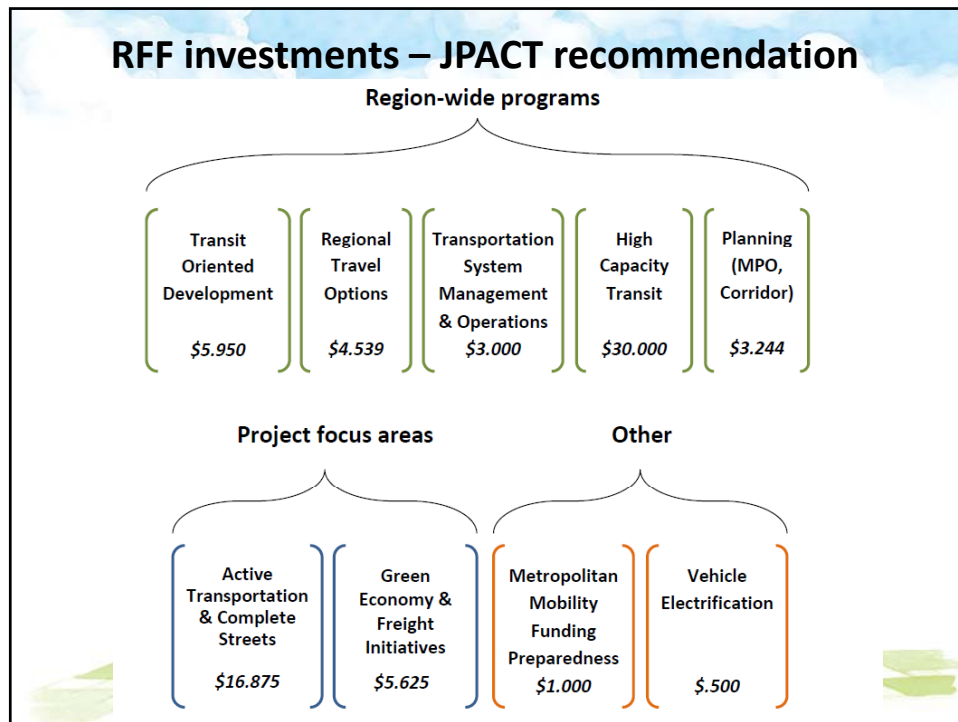 RFF investments – JPACT recommendation
Region-wide programs
Transit
Oriented
Development
$5.950
Regional
Travel
Options
$4.539
Transportation
System
Management
& Operations
$3.000
High
Capacity
Transit
$30.000
Planning
(MPO,
Corridor)
$3.244
Project focus areas
Active
Transportation
& Complete
Streets
$16.875
Green
Economy &
Freight
Initiatives
$5.625
Other
Metropolitan
Mobility
Funding
Preparedness
$1.000
Vehicle
Electrification
$.500